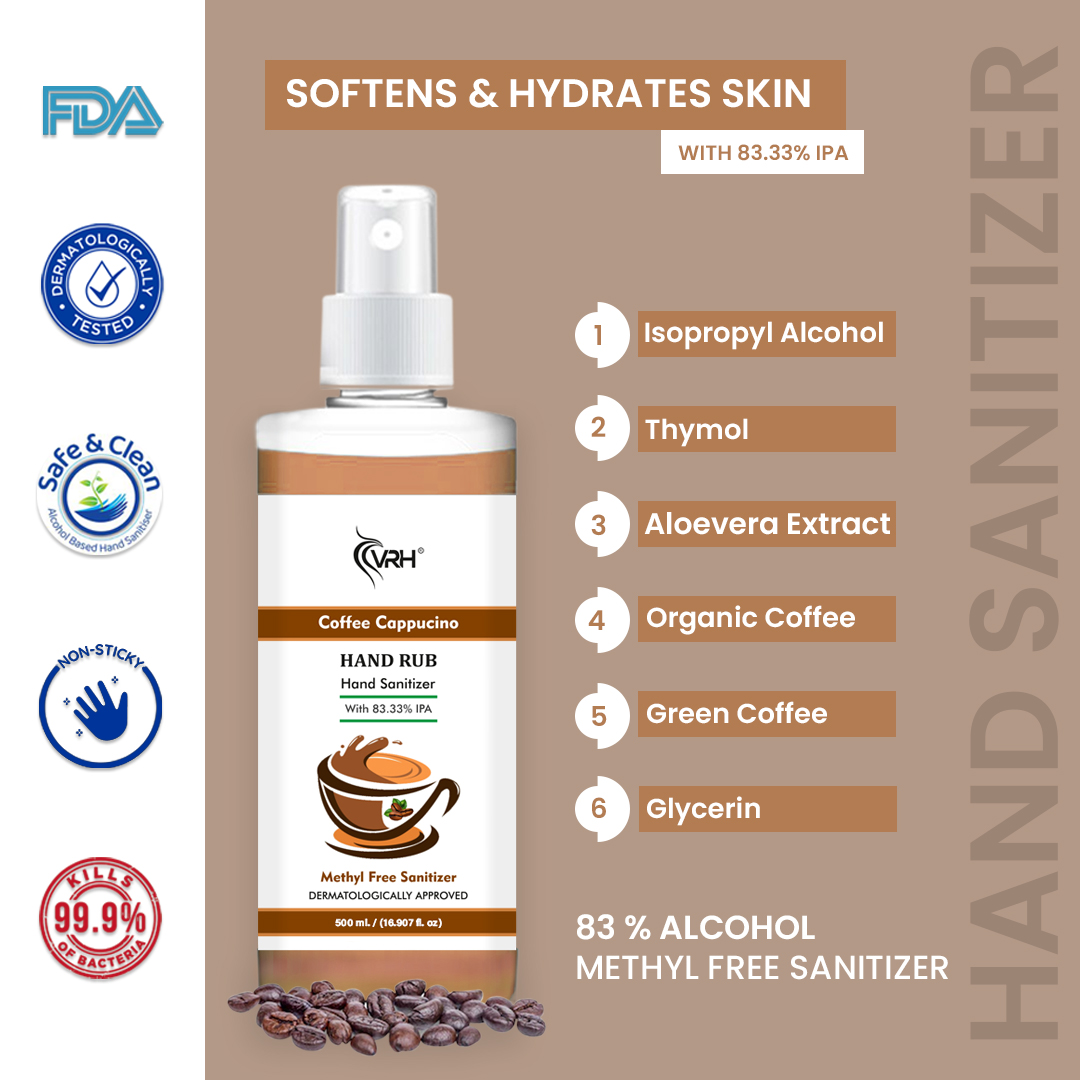 FDA
DERMATOLOGICALLY
TESTED
Safe & Clean
Alcohol Based Hand Sanitiser
NON-STICKY
KILLS
99.9%
OF BACTERIA
SOFTENS & HYDRATES SKIN
WITH 83.33% IPA
VRH®
Coffee Cappucino
HAND RUB
Hand Sanitizer
With 83.33% IPA
Methyl Free Sanitizer
DERMATOLOGICALLY APPROVED
500 ml. / (16.907 fl. oz)
1 Isopropyl Alcohol
2 Thymol
3 Aloevera Extract
4 Organic Coffee
5 Green Coffee
6 Glycerin
83 % ALCOHOL
METHYL FREE SANITIZER
HAND SANITIZER